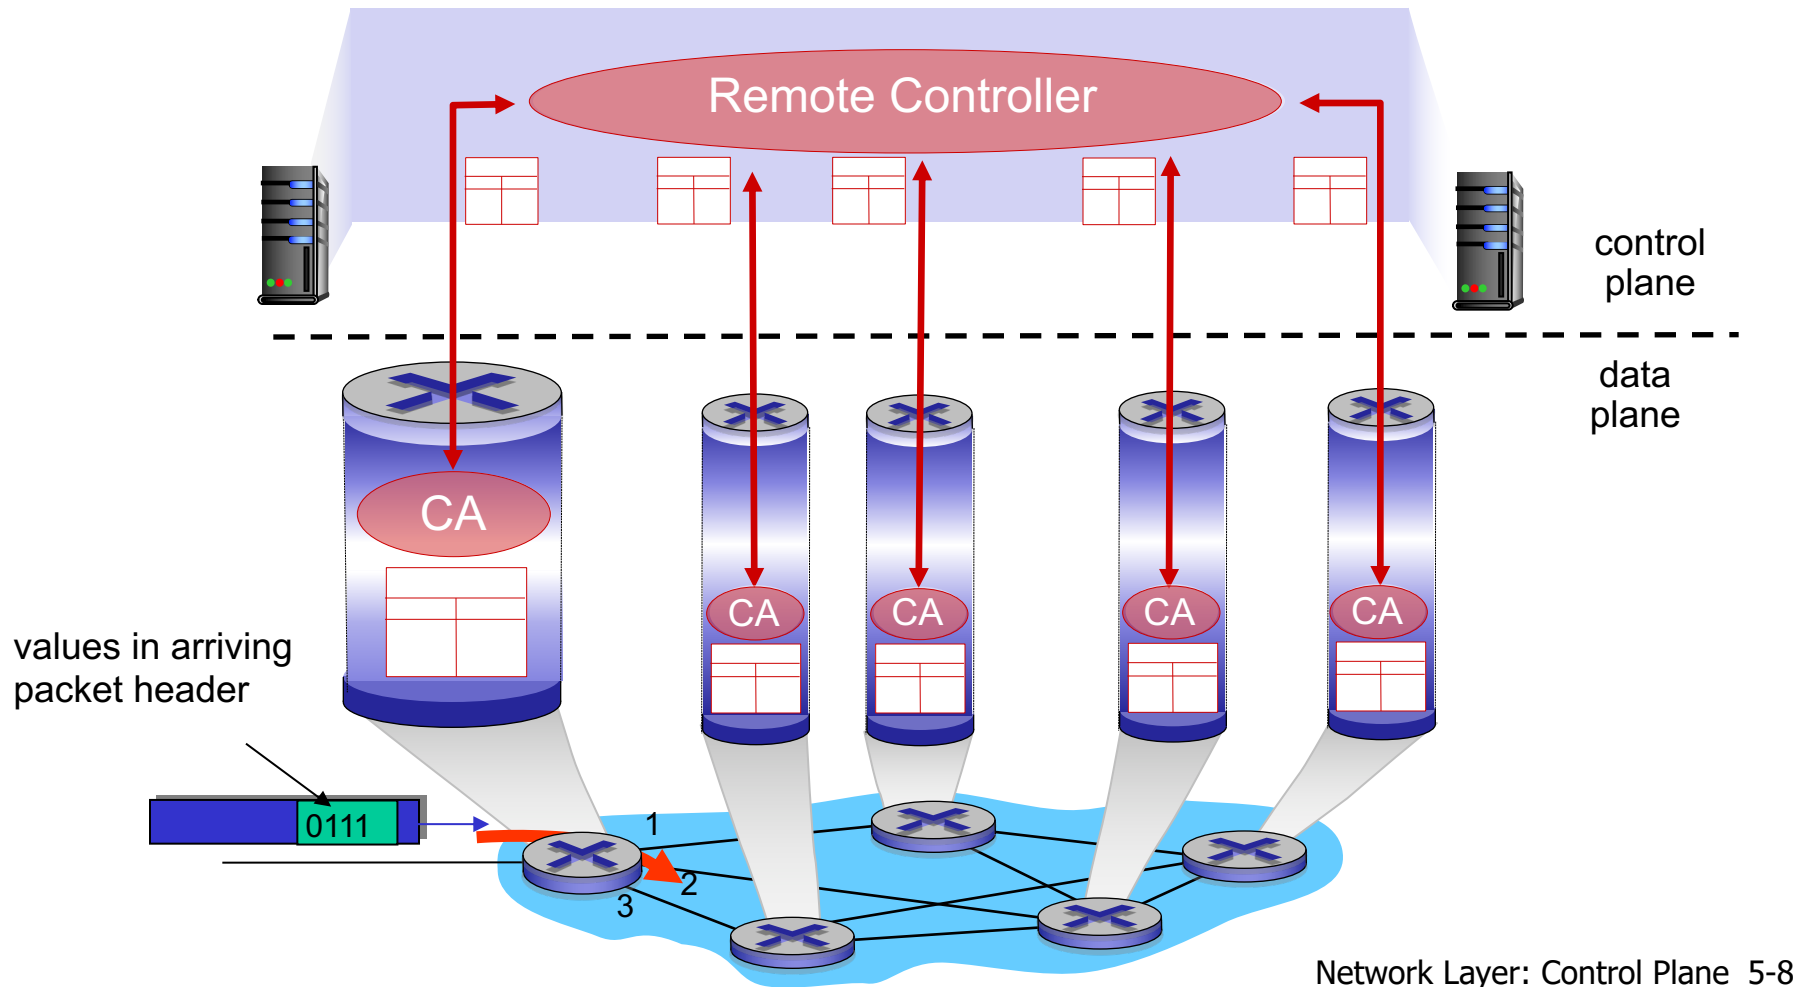 Remote Controller
control
plane
data
plane
CA
CA
CA
CA
CA
values in arriving
packet header
0111
1
2
3
Network Layer: Control Plane 5-8